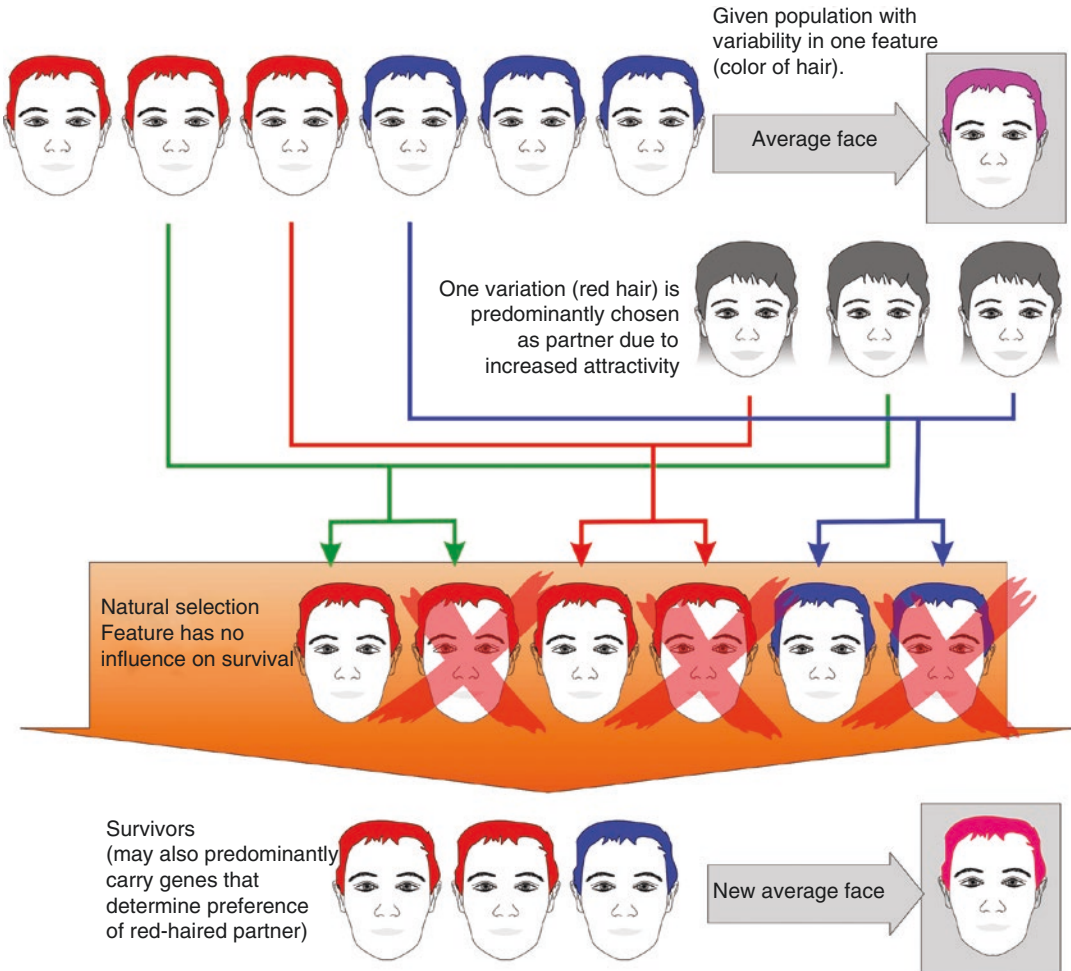 Given population with
variability in one feature
(color of hair).
Average face
One variation (red hair) is
predominantly chosen
as partner due to
increased attractivity
Natural selection
Feature has no
influence on survival
Survivors
(may also predominantly
carry genes that
determine preference
of red-haired partner)
New average face